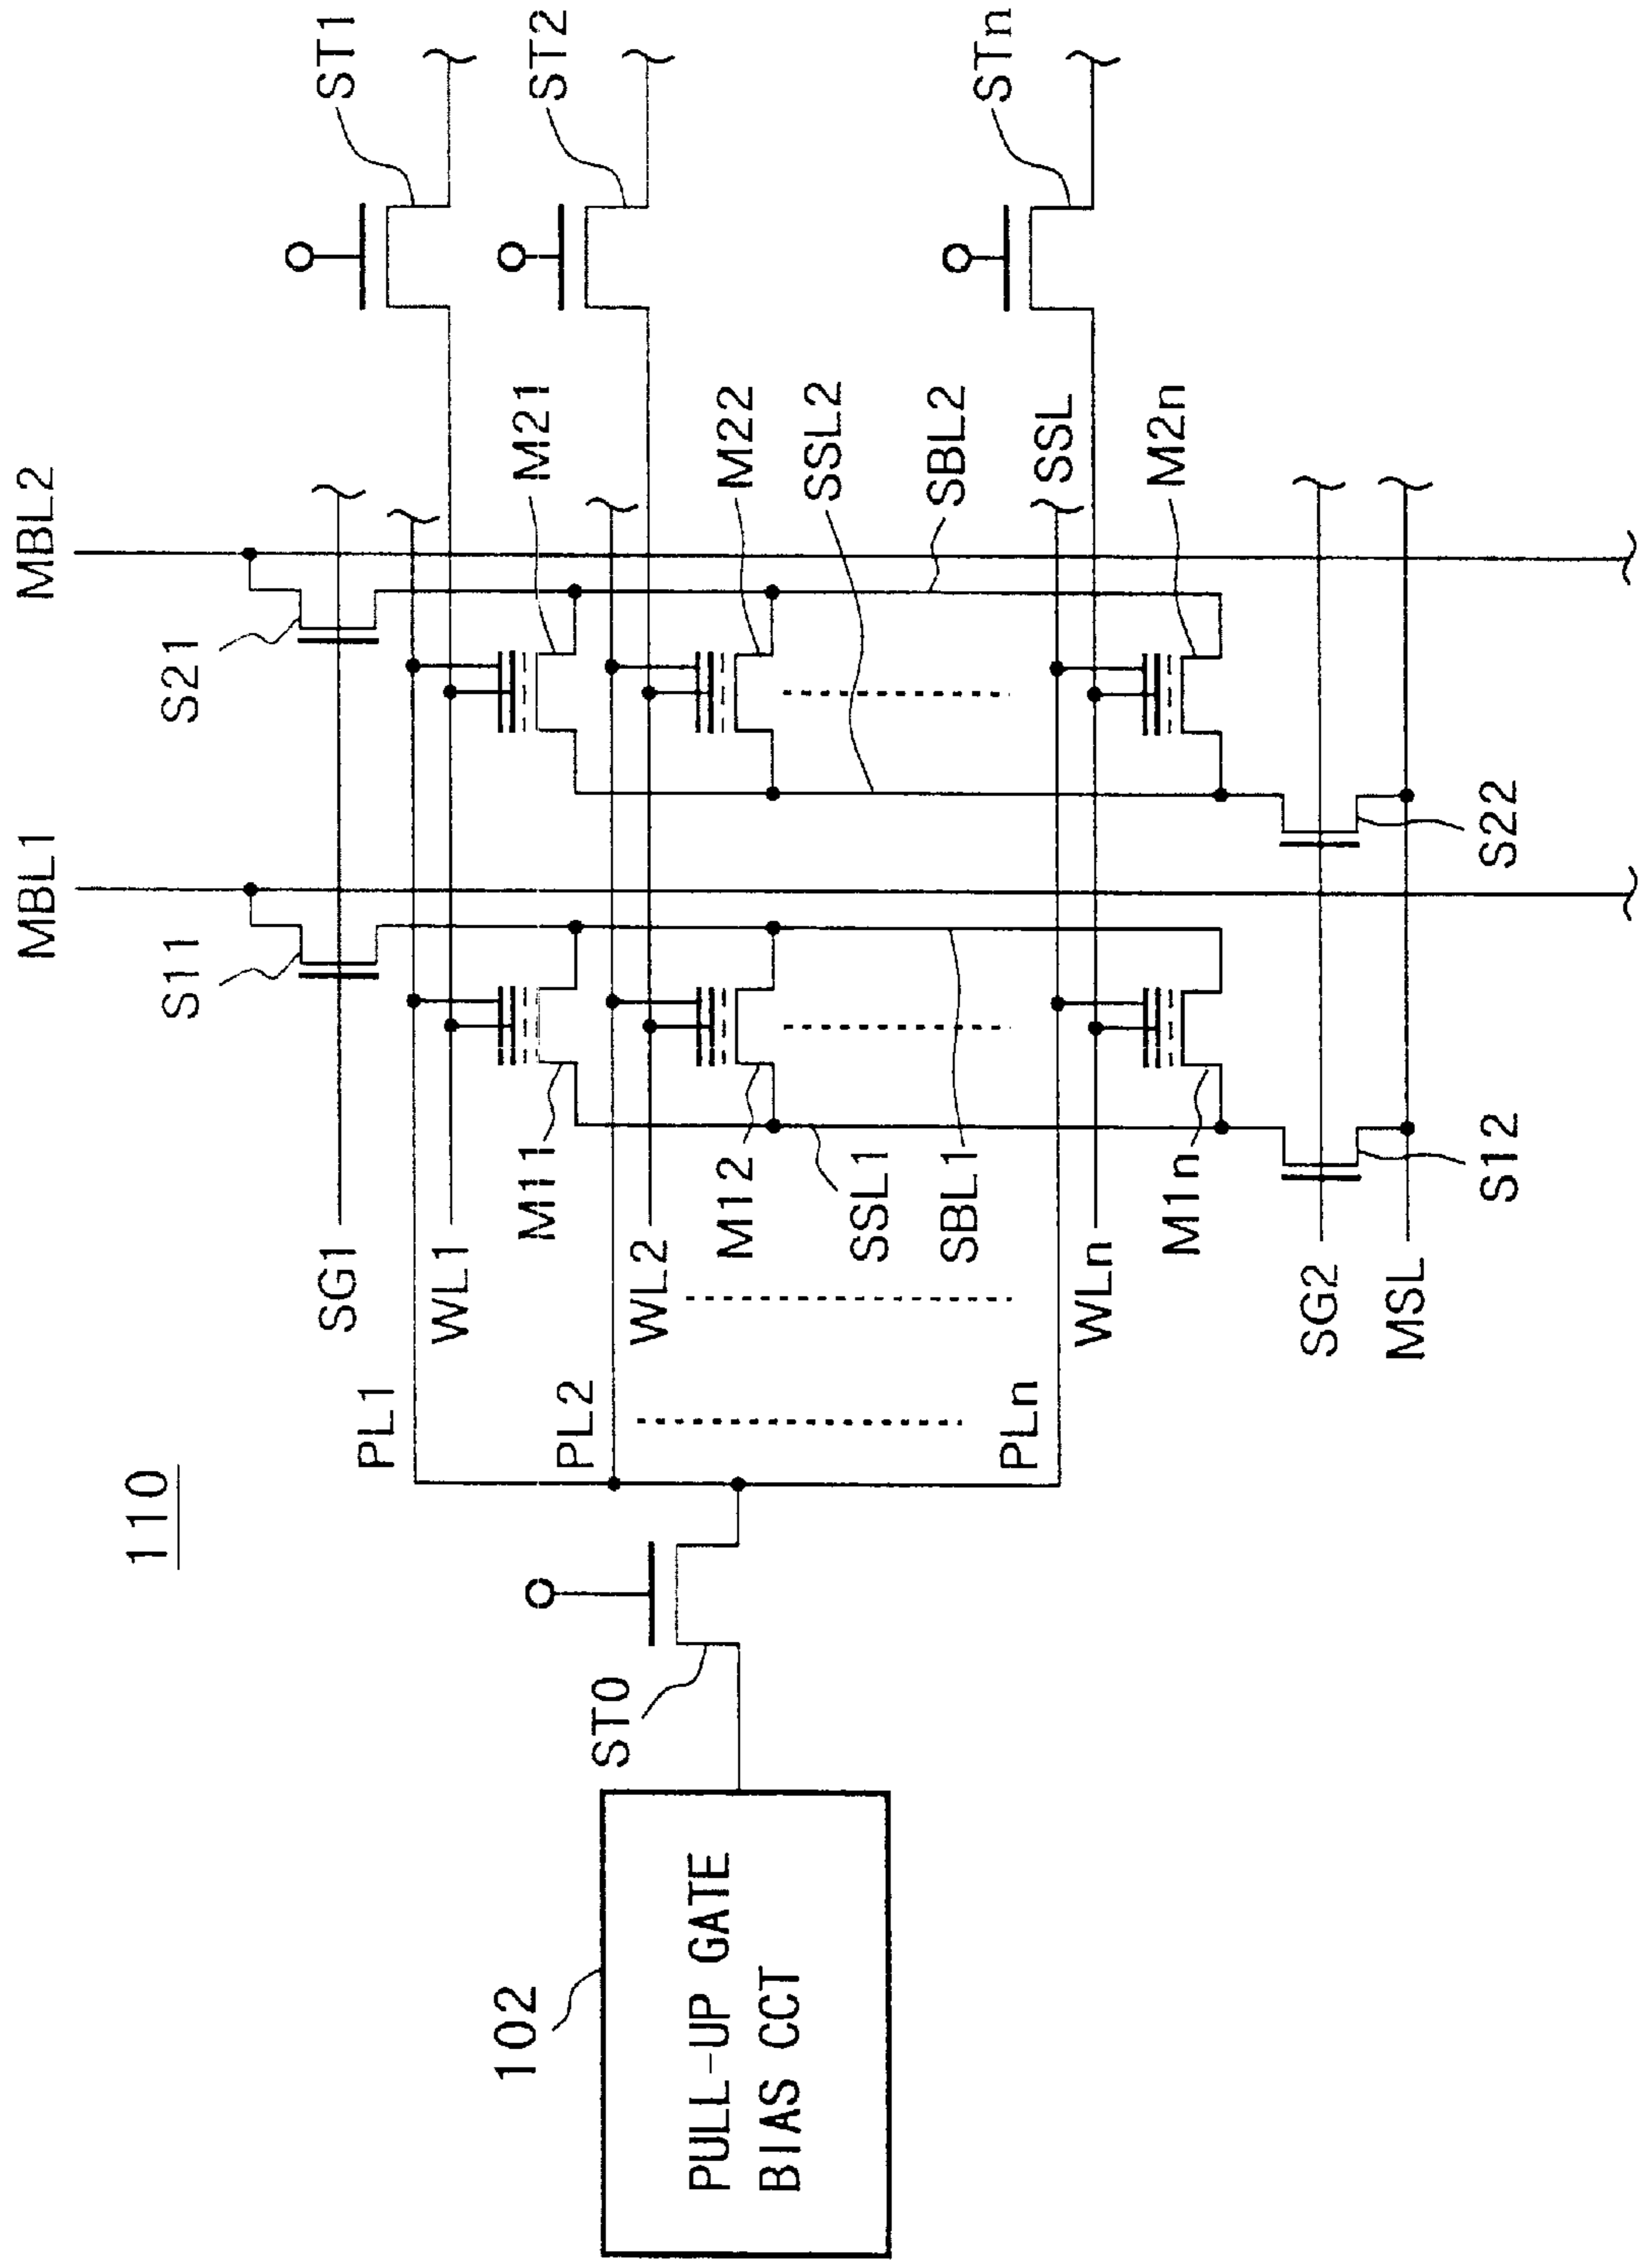 110
MBL1
MBL2
S11
S21
ST1
ST2
STn
SG1
PL1
WL1
M11
M21
PL2
WL2
M12
M22
SSL1
SSL2
SBL1
SBL2
SSL
PLn
WLn
M1n
M2n
SG2
MSL
S12
S22
ST0
102
PULL-UP GATE
BIAS CCT